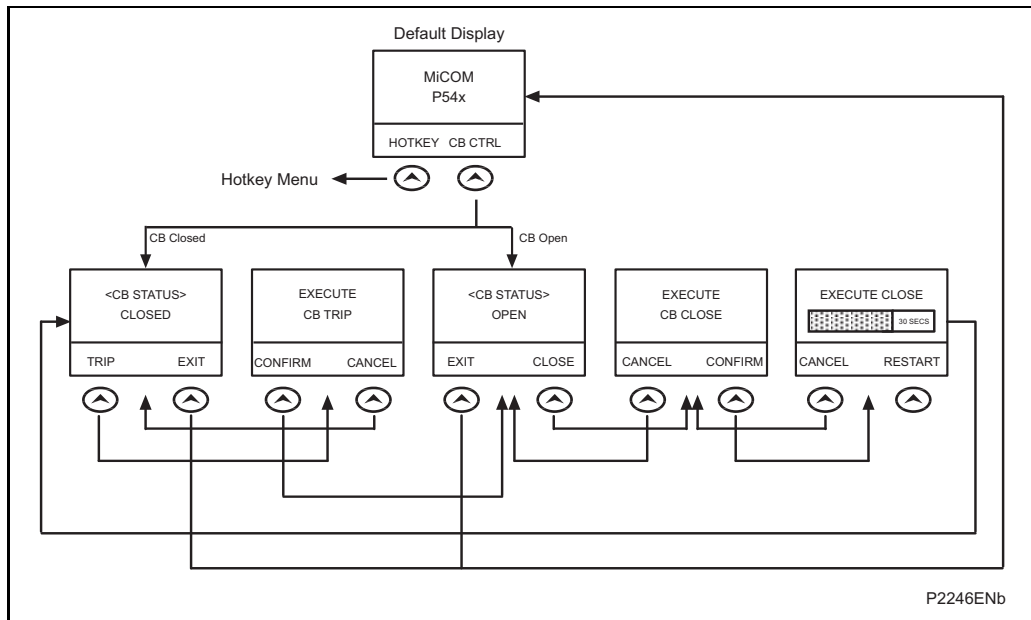 Default Display
MiCOM
P54x
HOTKEY CB CTRL
Hotkey Menu
CB Closed
CB Open
<CB STATUS>
CLOSED
TRIP EXIT
EXECUTE
CB TRIP
CONFIRM CANCEL
<CB STATUS>
OPEN
EXIT CLOSE
EXECUTE
CB CLOSE
CANCEL CONFIRM
EXECUTE CLOSE
30 SECS
CANCEL RESTART
P2246ENb